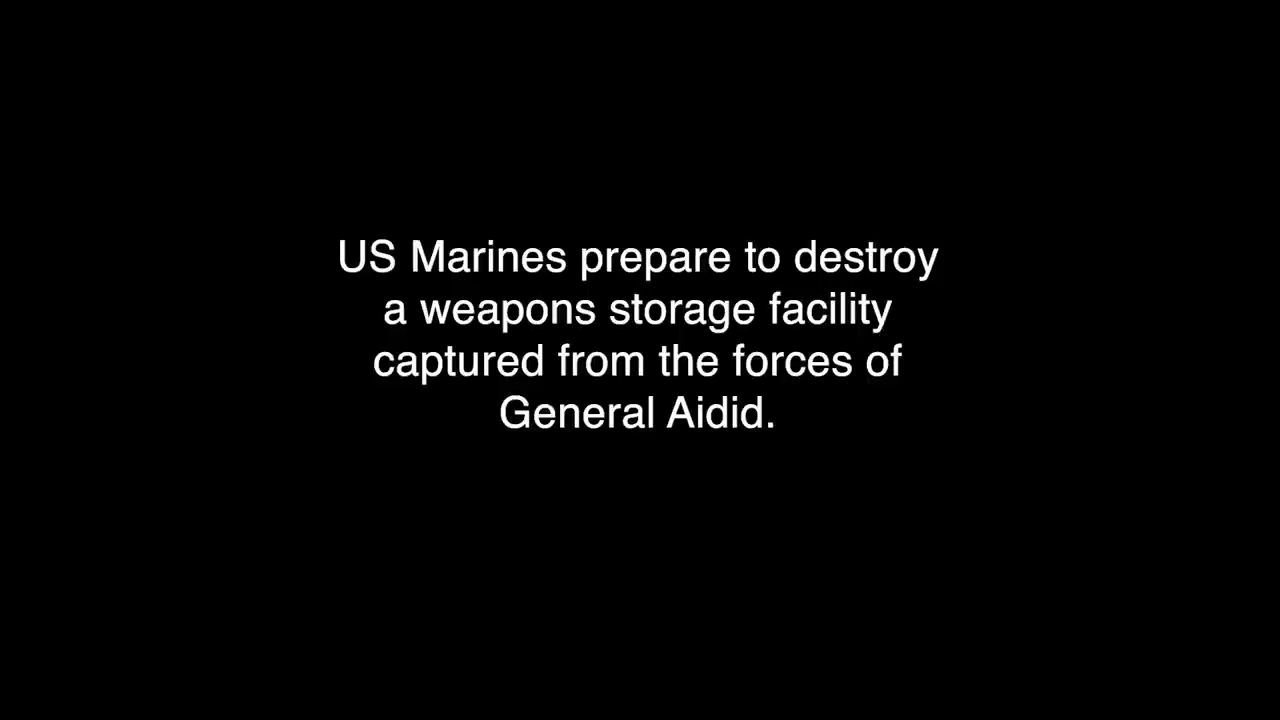 US Marines prepare to destroy
a weapons storage facility
captured from the forces of
General Aidid.